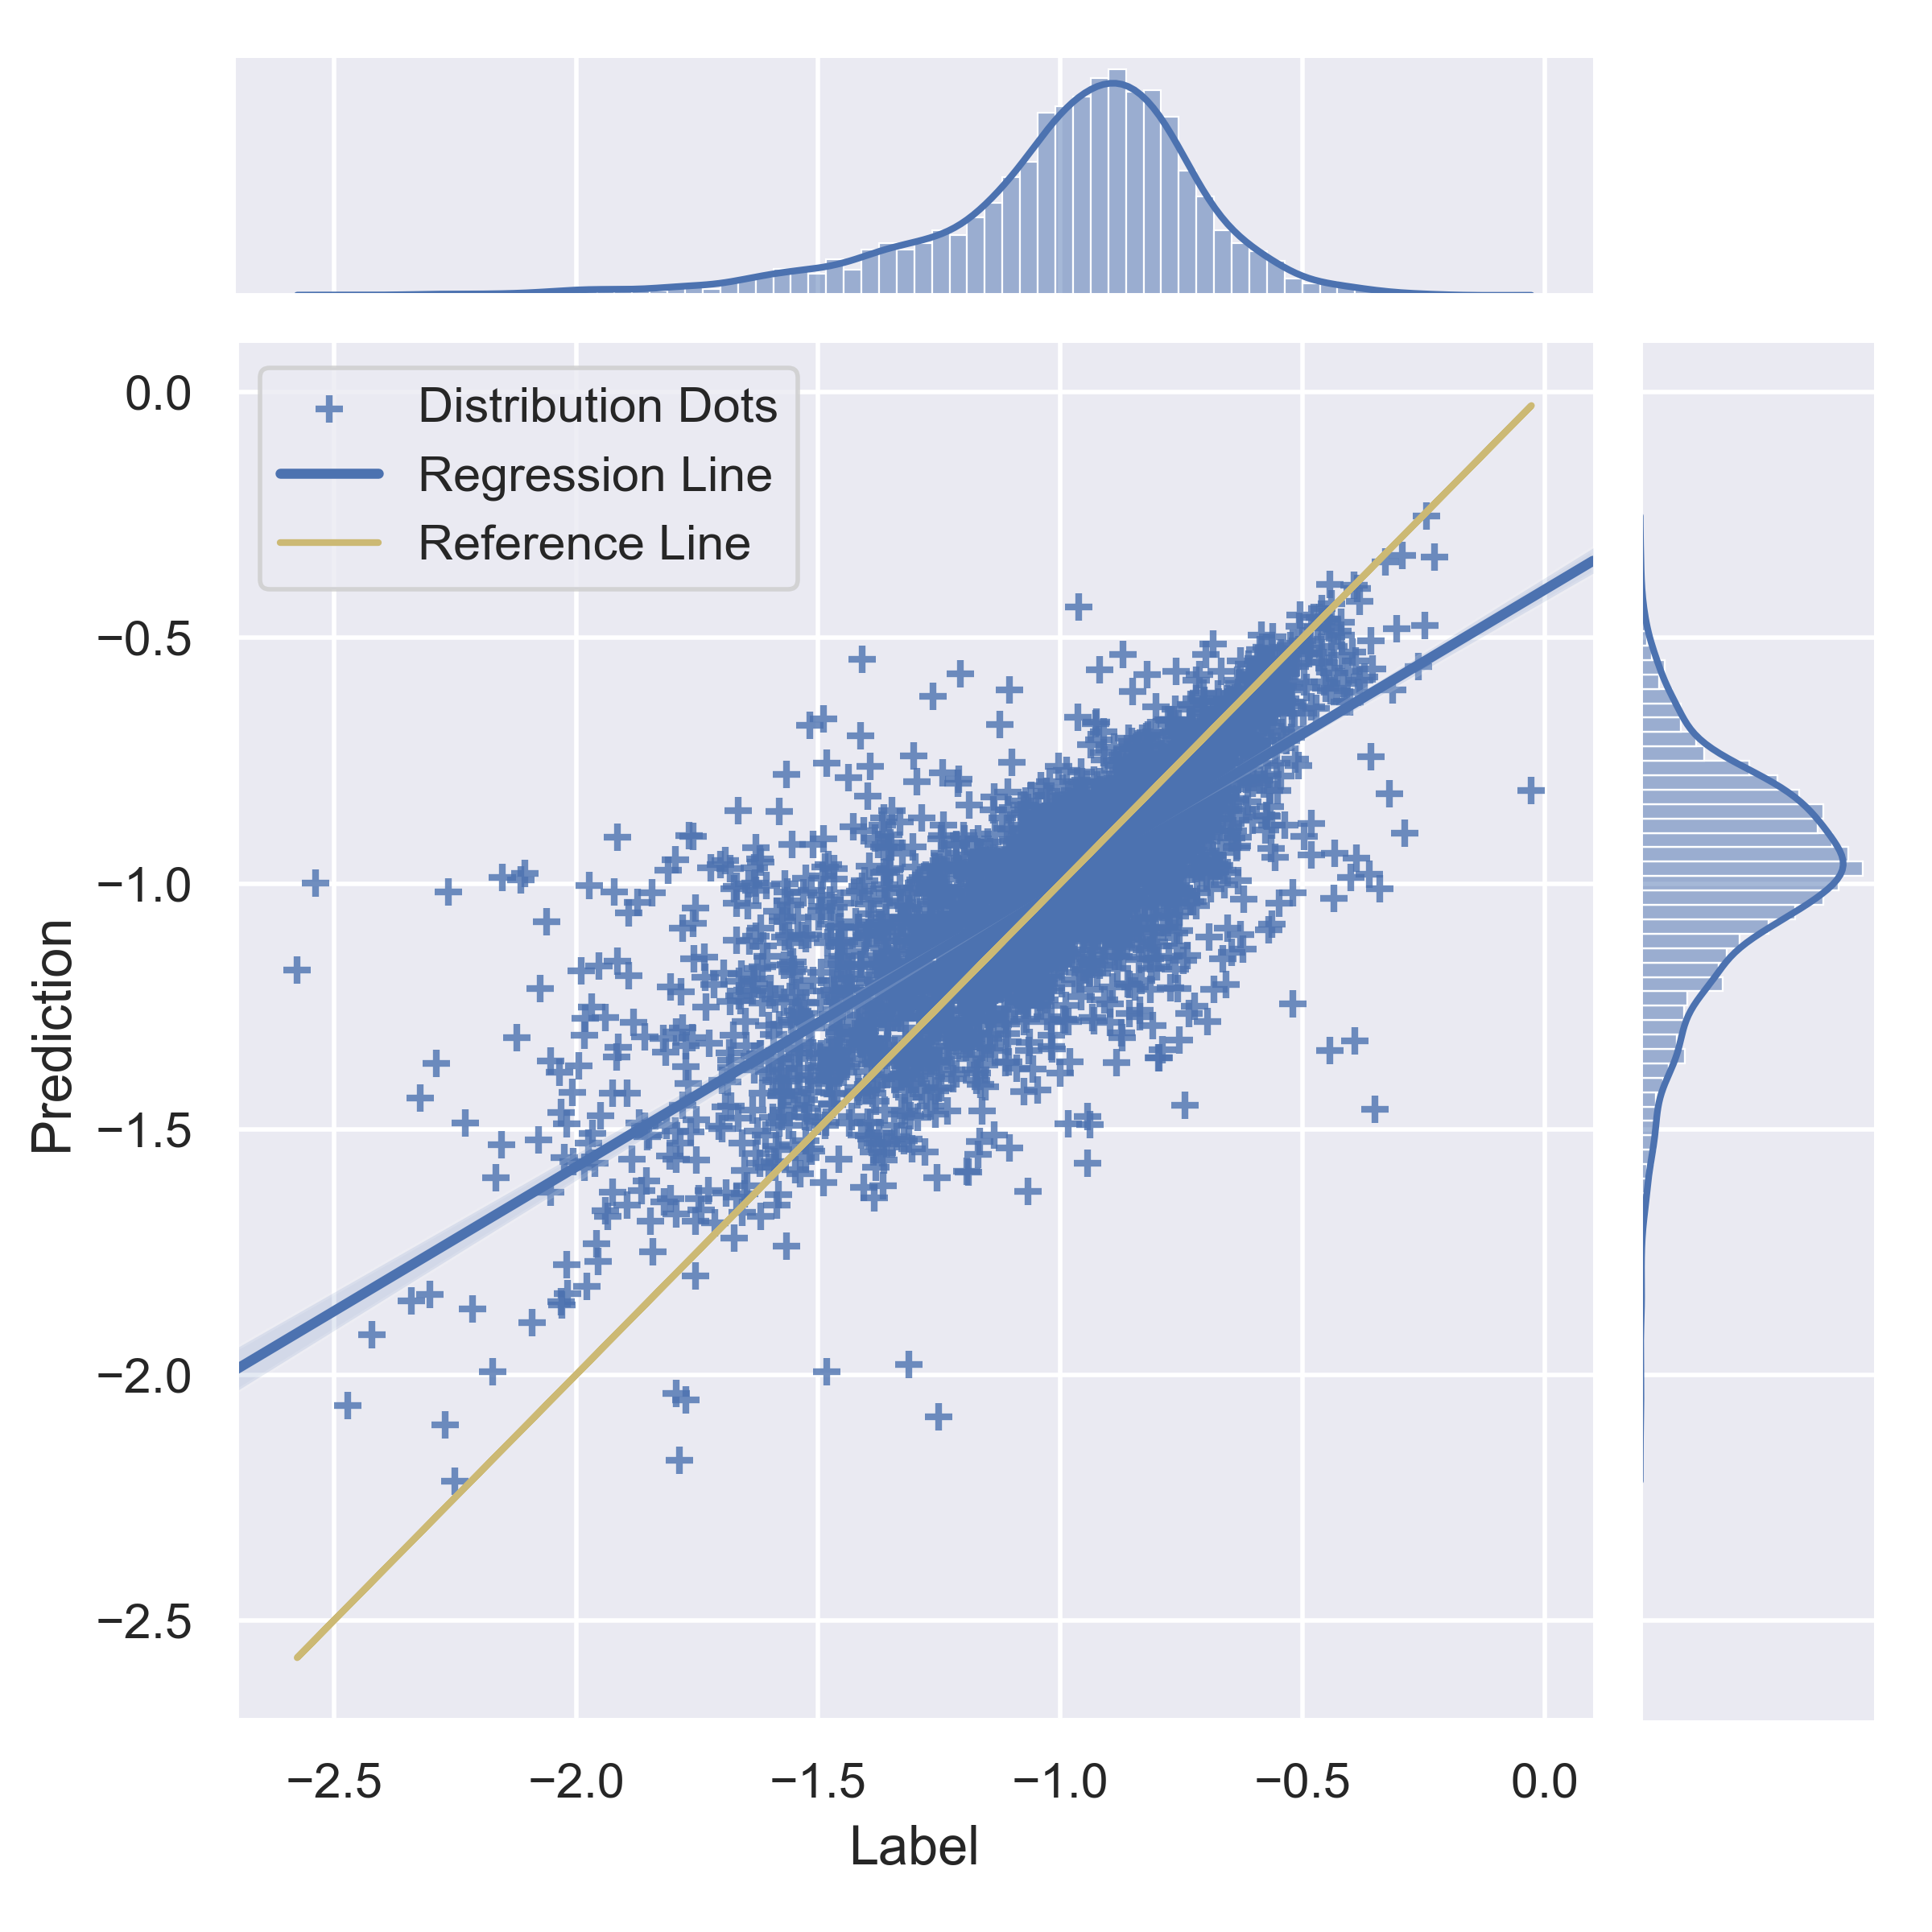 Distribution Dots
Regression Line
Reference Line
0.0
−0.5
−1.0
−1.5
−2.0
−2.5
Prediction
−2.5 −2.0 −1.5 −1.0 −0.5 0.0
Label